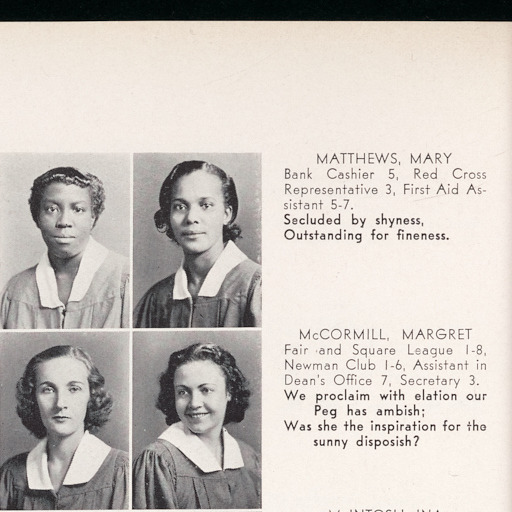 MATTHEWS, MARY
Bank Cashier 5, Red Cross
Representative 3, First Aid As-
sistant 5-7.
Secluded by shyness,
Outstanding for fineness.
McCORMILL, MARGRET
Fair and Square League 1-8,
Newman Club 1-6, Assistant in
Dean's Office 7, Secretary 3.
We proclaim with elation our
Peg has ambish;
Was she the inspiration for the
sunny disposish?